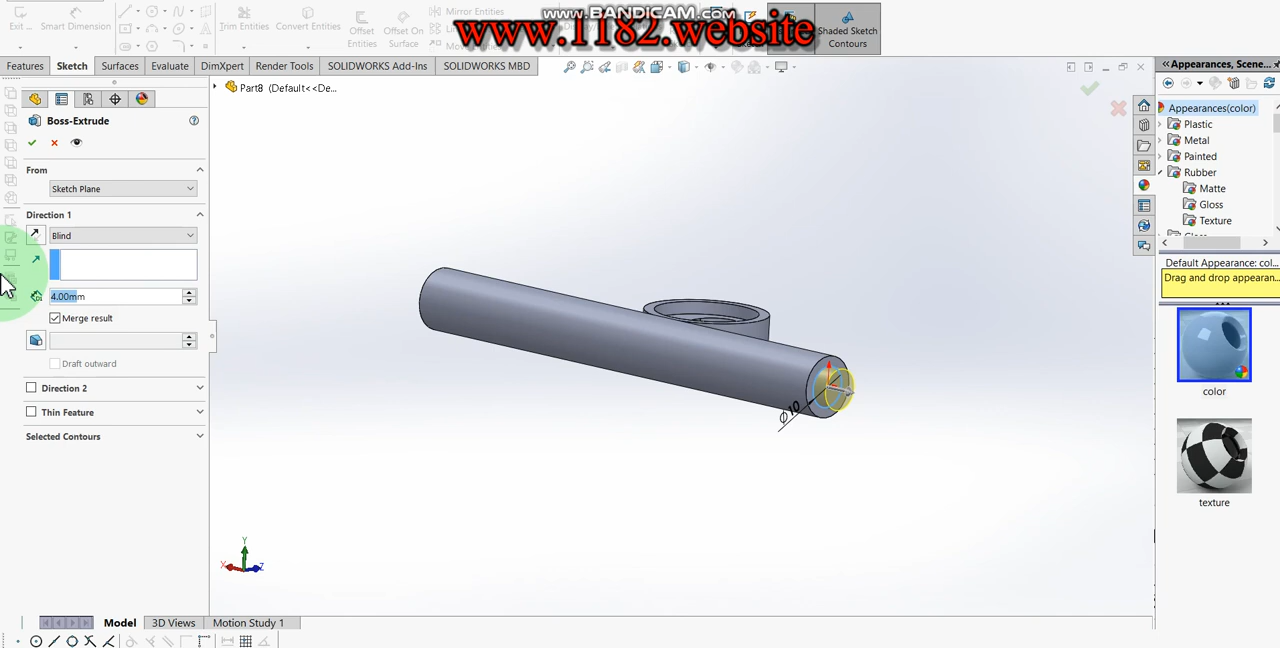 www.BANDICAM.com
www.1182.website
Exit ...
Smart Dimension
Trim Entities
Convert Entities
Offset Entities
Offset On Surface
Mirror Entities
Shaded Sketch Contours
Features
Sketch
Surfaces
Evaluate
DimXpert
Render Tools
SOLIDWORKS Add-Ins
SOLIDWORKS MBD
Part8 (Default<<De...
Boss-Extrude
From
Sketch Plane
Direction 1
Blind
4.00mm
Merge result
Draft outward
Direction 2
Thin Feature
Selected Contours
Φ10
Y
X
Z
Model
3D Views
Motion Study 1
Appearances, Scene...
Appearances(color)
Plastic
Metal
Painted
Rubber
Matte
Gloss
Texture
Default Appearance: col...
Drag and drop appearan...
color
texture